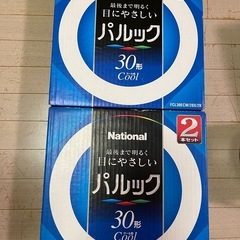 最後まで明るく
目にやさしい
パルック
30形
Cool
National
最後まで明るく
目にやさしい
パルック
2
本セット
30形
Cool